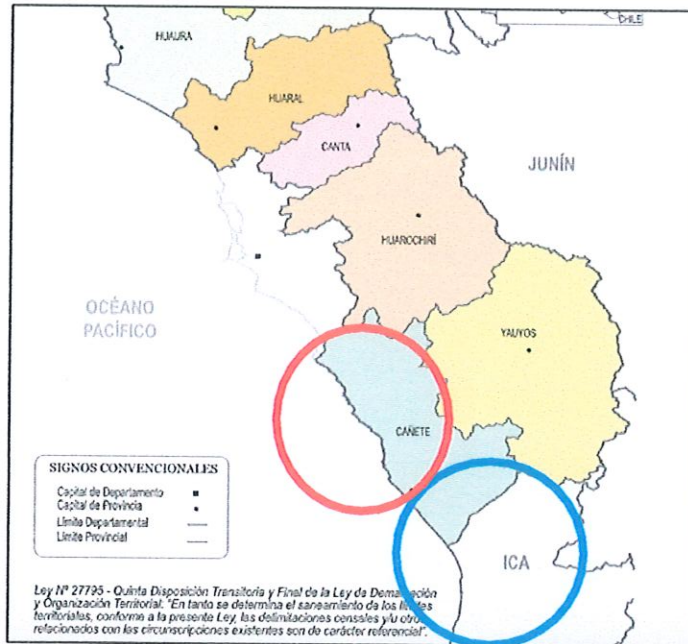 CHILE
HUAURA
HUARAL
CANTA
JUNÍN
HUAROCHIRÍ
OCÉANO
PACÍFICO
YAUYOS
CAÑETE
SIGNOS CONVENCIONALES
Capital de Departamento
Capital de Provincia
Límite Departamental
Límite Provincial
ICA
Ley Nº 27795 - Quinta Disposición Transitoria y Final de la Ley de Demarcación
y Organización Territorial: "En tanto se determina el saneamiento de los límites
territoriales, conforme a la presente Ley, las delimitaciones censales y/u otros
relacionados con las circunscripciones existentes son de carácter referencial".